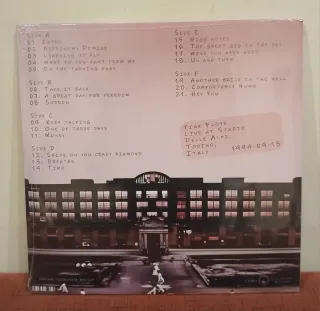 Side A
01. Intro
02. Astronomy Domine
03. Learning to Fly
04. What Do You Want From Me
05. On The Turning Away
Side B
06. Take It Back
07. A Great Day For Freedom
08. Sorrow
Side C
09. Keep Talking
10. One Of These Days
11. Money
Side D
12. Shine On You Crazy Diamond
13. Breathe
14. Time
Side E
15. High Hopes
16. The Great Gig In The Sky
17. Wish You Were Here
18. Us And Them
Side F
19. Another Brick In The Wall
20. Comfortably Numb
21. Hey You
Pink Floyd
Live at Stadio
Delle Alpi,
Torino,
Italy 1994-09-13